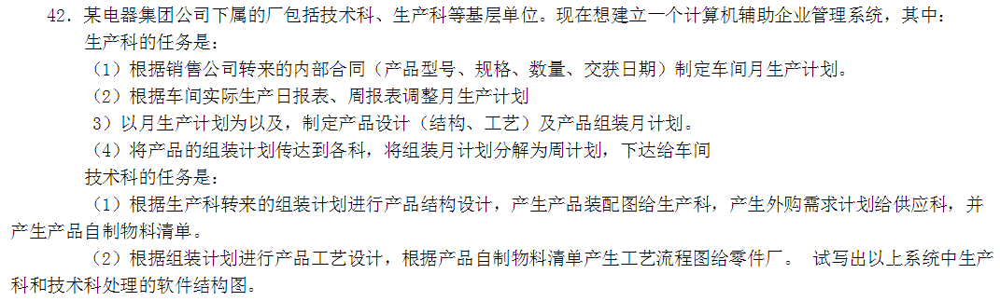 42．某电器集团公司下属的厂包括技术科、生产科等基层单位。现在想建立一个计算机辅助企业管理系统，其中：
生产科的任务是：
（1）根据销售公司转来的内部合同（产品型号、规格、数量、交获日期）制定车间月生产计划。
（2）根据车间实际生产日报表、周报表调整月生产计划
3）以月生产计划为以及，制定产品设计（结构、工艺）及产品组装月计划。
（4）将产品的组装计划传达到各科，将组装月计划分解为周计划，下达给车间
技术科的任务是：
（1）根据生产科转来的组装计划进行产品结构设计，产生产品装配图给生产科，产生外购需求计划给供应科，并
产生产品自制物料清单。
（2）根据组装计划进行产品工艺设计，根据产品自制物料清单产生工艺流程图给零件厂。 试写出以上系统中生产
科和技术科处理的软件结构图。